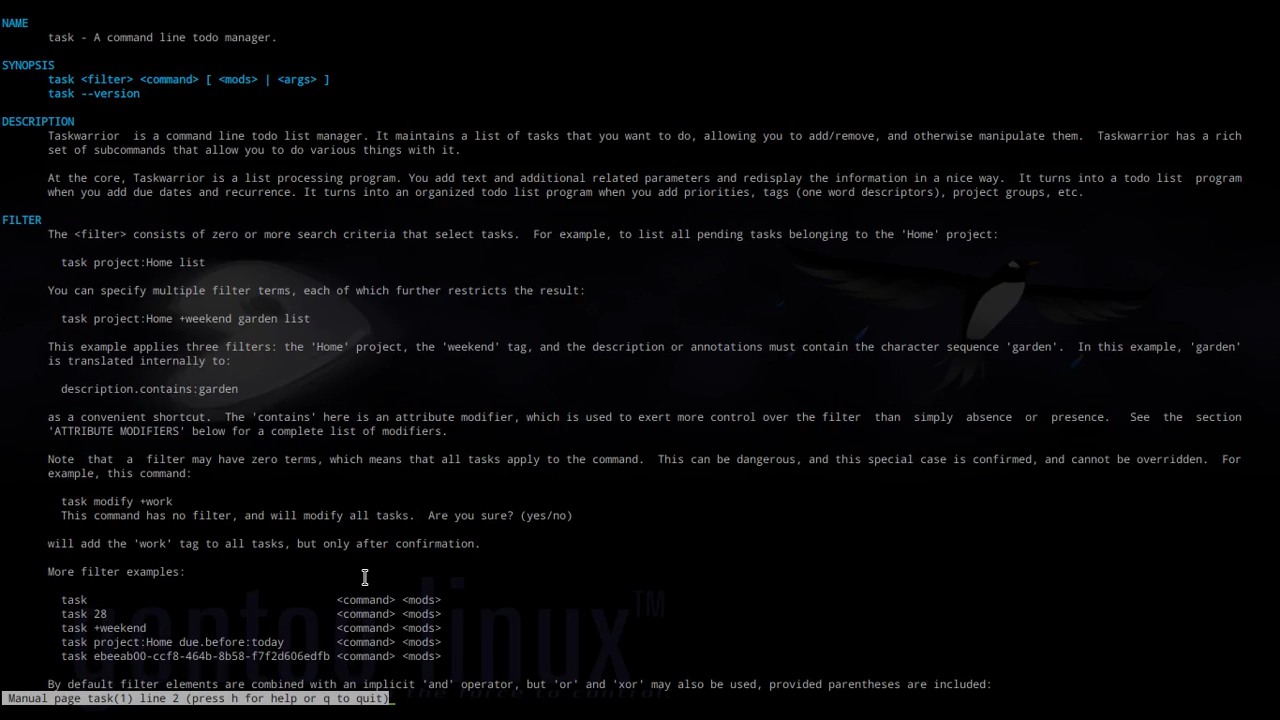 NAME
task - A command line todo manager.
SYNOPSIS
task <filter> <command> [ <mods> | <args> ]
task --version
DESCRIPTION
Taskwarrior  is a command line todo list manager. It maintains a list of tasks that you want to do, allowing you to add/remove, and otherwise manipulate them.  Taskwarrior has a rich
set of subcommands that allow you to do various things with it.
At the core, Taskwarrior is a list processing program. You add text and additional related parameters and redisplay the information in a nice way.  It turns into a todo list  program
when you add due dates and recurrence. It turns into an organized todo list program when you add priorities, tags (one word descriptors), project groups, etc.
FILTER
The <filter> consists of zero or more search criteria that select tasks.  For example, to list all pending tasks belonging to the 'Home' project:
task project:Home list
You can specify multiple filter terms, each of which further restricts the result:
task project:Home +weekend garden list
This example applies three filters: the 'Home' project, the 'weekend' tag, and the description or annotations must contain the character sequence 'garden'.  In this example, 'garden'
is translated internally to:
description.contains:garden
as a convenient shortcut.  The 'contains' here is an attribute modifier, which is used to exert more control over the filter  than  simply  absence  or  presence.   See  the  section
'ATTRIBUTE MODIFIERS' below for a complete list of modifiers.
Note  that  a  filter may have zero terms, which means that all tasks apply to the command.  This can be dangerous, and this special case is confirmed, and cannot be overridden.  For
example, this command:
task modify +work
This command has no filter, and will modify all tasks.  Are you sure? (yes/no)
will add the 'work' tag to all tasks, but only after confirmation.
More filter examples:
task                                      <command> <mods>
task 28                                   <command> <mods>
task +weekend                             <command> <mods>
task project:Home due.before:today        <command> <mods>
task ebeeab00-ccf8-464b-8b58-f7f2d606edfb <command> <mods>
By default filter elements are combined with an implicit 'and' operator, but 'or' and 'xor' may also be used, provided parentheses are included:
Manual page task(1) line 2 (press h for help or q to quit)